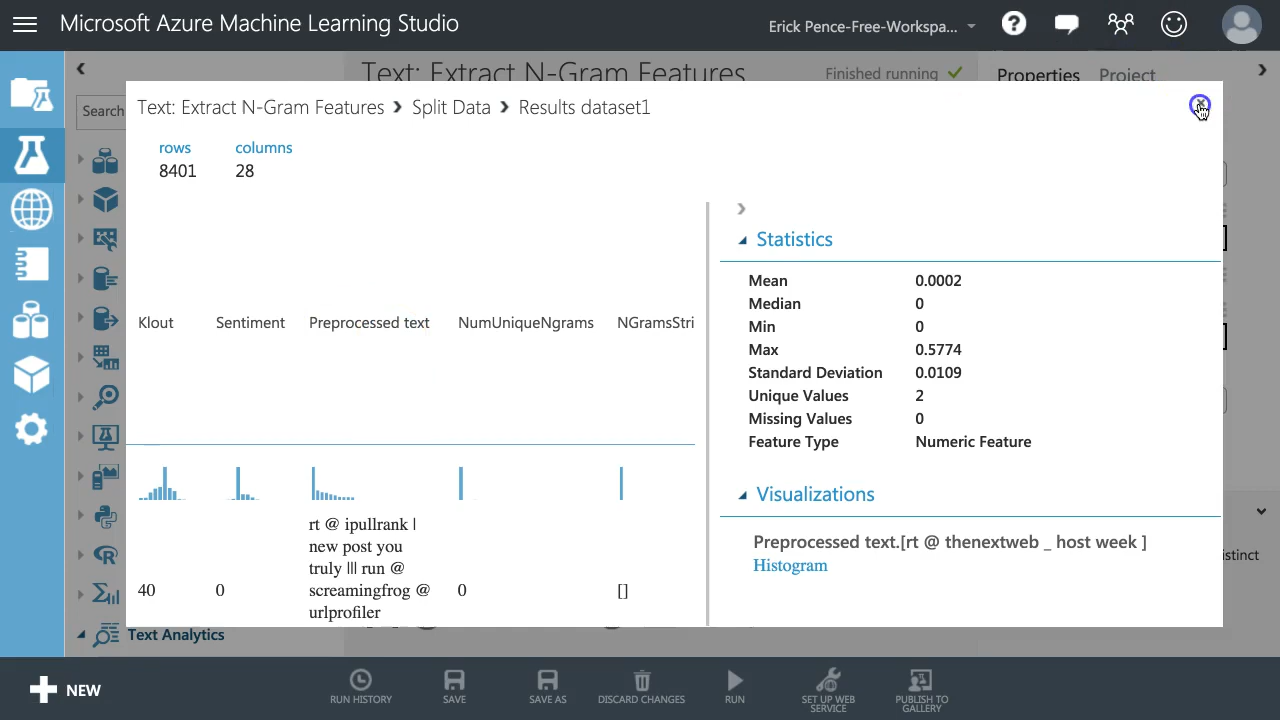 Microsoft Azure Machine Learning Studio
Erick Pence-Free-Workspa...
Text: Extract N-Gram Features
Finished running
Properties Project
Search
Text: Extract N-Gram Features › Split Data › Results dataset1
rows columns
8401 28
Statistics
Mean 0.0002
Median 0
Min 0
Max 0.5774
Standard Deviation 0.0109
Unique Values 2
Missing Values 0
Feature Type Numeric Feature
Klout Sentiment Preprocessed text NumUniqueNgrams NGramsStri
Visualizations
Preprocessed text.[rt @ thenextweb _ host week ]
Histogram
rt @ ipullrank |
new post you
truly ||| run @
screamingfrog @
urlprofiler
40 0 0 []
istinct
Text Analytics
NEW
RUN HISTORY
SAVE
SAVE AS
DISCARD CHANGES
RUN
SET UP WEB
SERVICE
PUBLISH TO
GALLERY